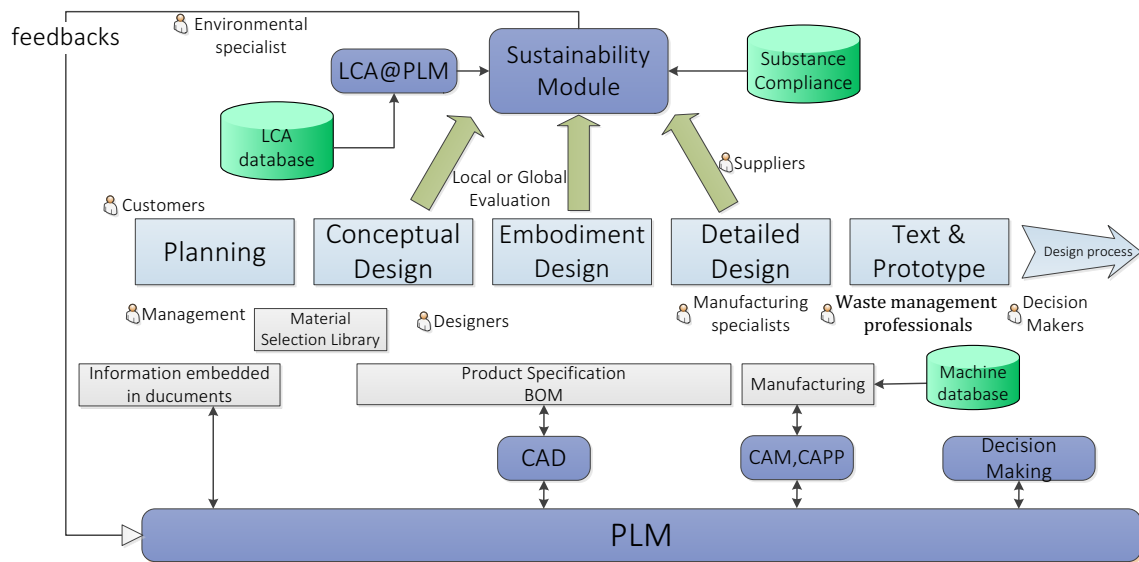 feedbacks
Environmental
specialist
LCA@PLM
Sustainability
Module
Substance
Compliance
LCA
database
Local or Global
Evaluation
Suppliers
Customers
Planning
Conceptual
Design
Embodiment
Design
Detailed
Design
Text &
Prototype
Design process
Management
Material
Selection Library
Designers
Manufacturing
specialists
Waste management
professionals
Decision
Makers
Information embedded
in ducuments
Product Specification
BOM
Manufacturing
Machine
database
CAD
CAM,CAPP
Decision
Making
PLM